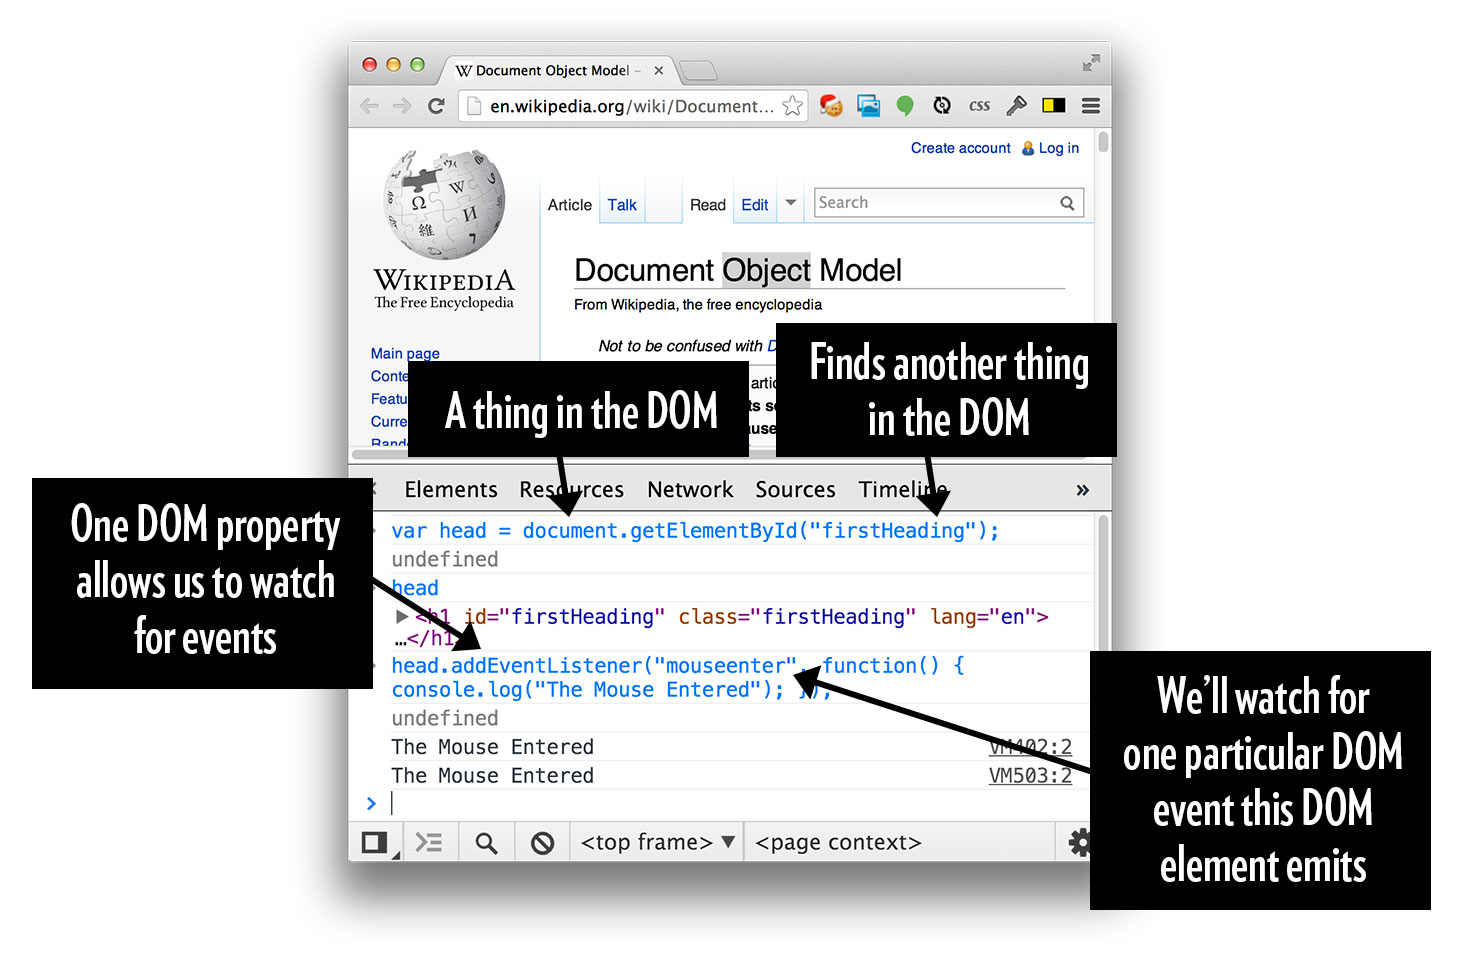 Document Object Model –
en.wikipedia.org/wiki/Document...
css
Create account Log in
Article Talk Read Edit Search
Ω W И 維
WIKIPEDIA
The Free Encyclopedia
Document Object Model
From Wikipedia, the free encyclopedia
Not to be confused with D
Main page
Conte
Featu
Curre
Rand
artic
ts s
ause
A thing in the DOM
Finds another thing
in the DOM
One DOM property
allows us to watch
for events
Elements Resources Network Sources Timeline »
var head = document.getElementById("firstHeading");
undefined
head
<h1 id="firstHeading" class="firstHeading" lang="en">
…</h1
head.addEventListener("mouseenter", function() {
console.log("The Mouse Entered"); });
undefined
The Mouse Entered VM402:2
The Mouse Entered VM503:2
>
<top frame> ▼ <page context>
We’ll watch for
one particular DOM
event this DOM
element emits